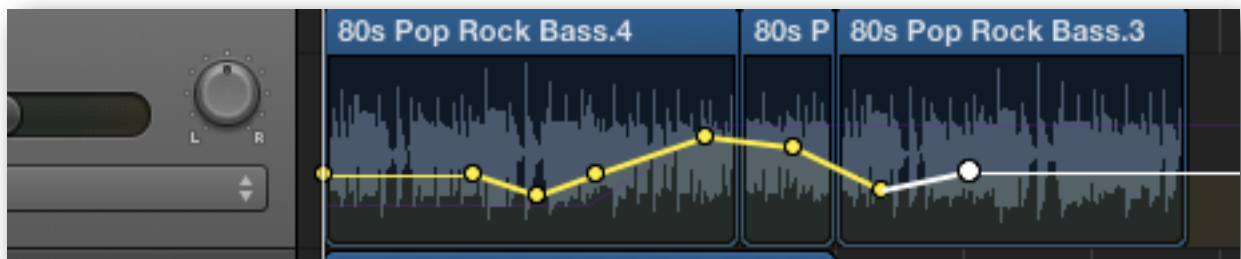 80s Pop Rock Bass.4
80s P
80s Pop Rock Bass.3
L R